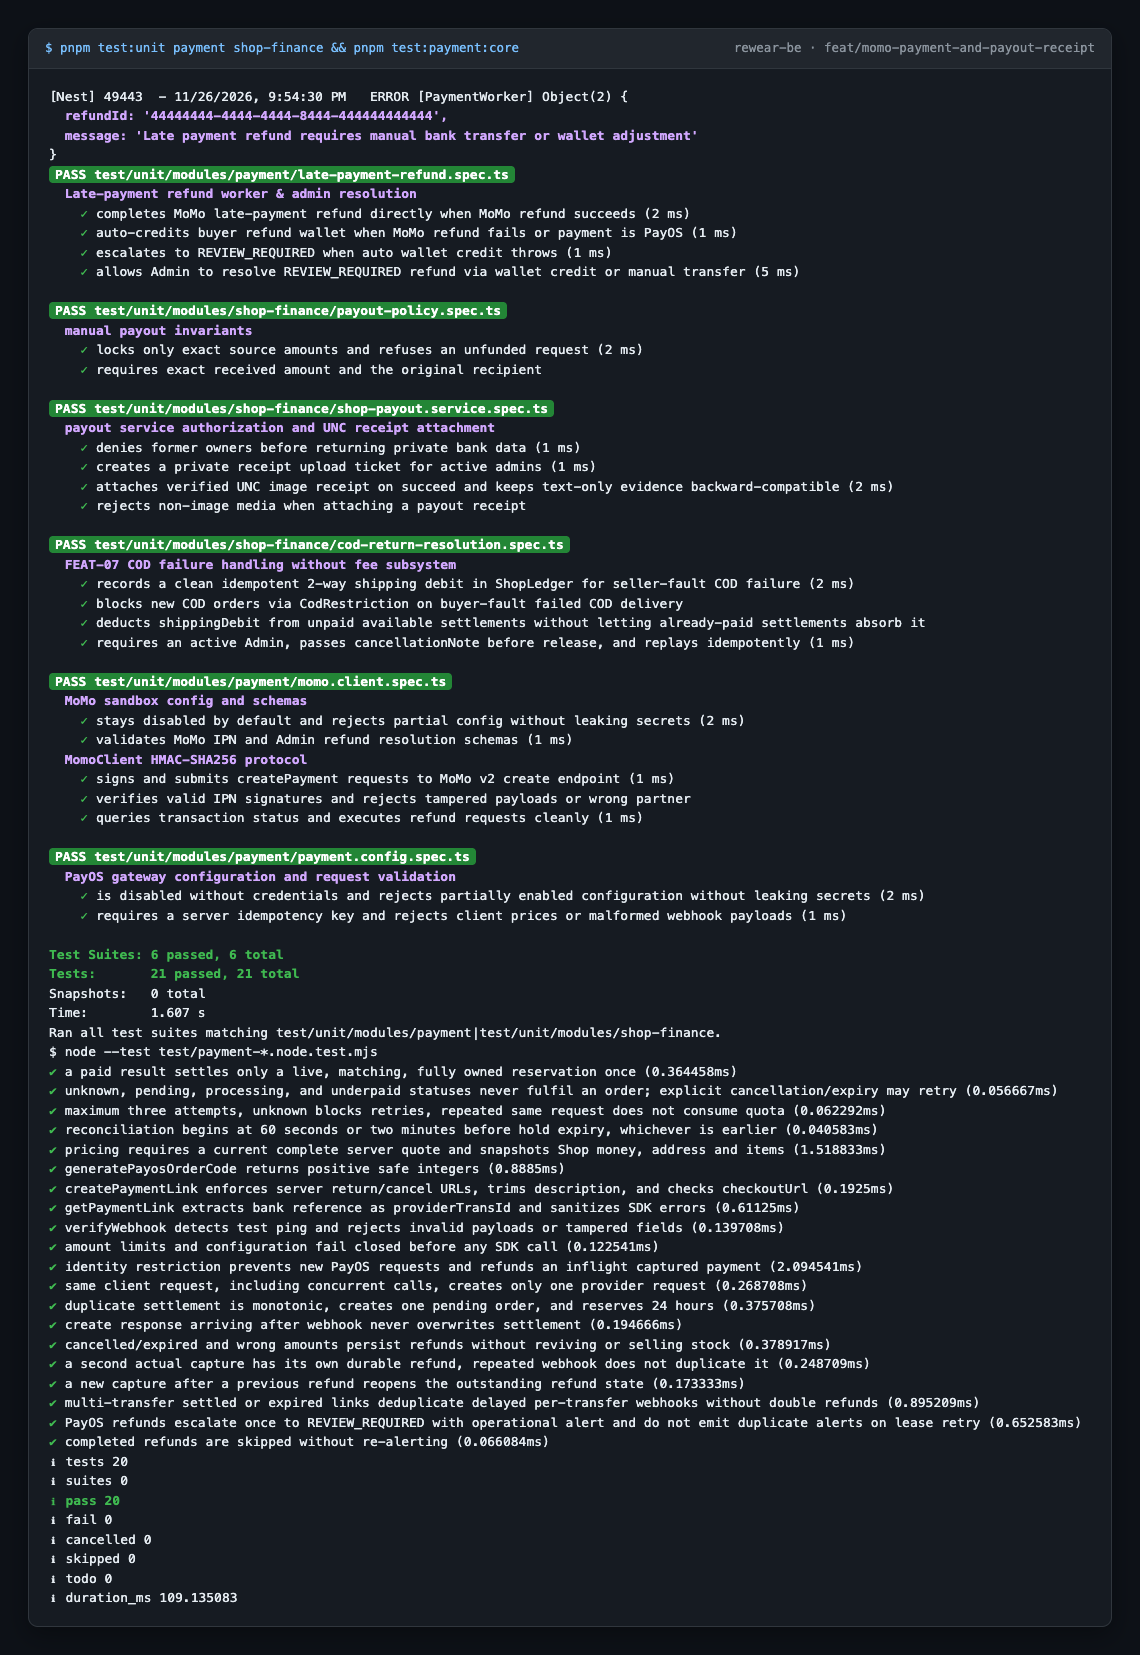 $ pnpm test:unit payment shop-finance && pnpm test:payment:core
rewear-be · feat/momo-payment-and-payout-receipt
[Nest] 49443  - 11/26/2026, 9:54:30 PM   ERROR [PaymentWorker] Object(2) {
refundId: '44444444-4444-4444-8444-444444444444',
message: 'Late payment refund requires manual bank transfer or wallet adjustment'
}
PASS test/unit/modules/payment/late-payment-refund.spec.ts
Late-payment refund worker & admin resolution
✓ completes MoMo late-payment refund directly when MoMo refund succeeds (2 ms)
✓ auto-credits buyer refund wallet when MoMo refund fails or payment is PayOS (1 ms)
✓ escalates to REVIEW_REQUIRED when auto wallet credit throws (1 ms)
✓ allows Admin to resolve REVIEW_REQUIRED refund via wallet credit or manual transfer (5 ms)
PASS test/unit/modules/shop-finance/payout-policy.spec.ts
manual payout invariants
✓ locks only exact source amounts and refuses an unfunded request (2 ms)
✓ requires exact received amount and the original recipient
PASS test/unit/modules/shop-finance/shop-payout.service.spec.ts
payout service authorization and UNC receipt attachment
✓ denies former owners before returning private bank data (1 ms)
✓ creates a private receipt upload ticket for active admins (1 ms)
✓ attaches verified UNC image receipt on succeed and keeps text-only evidence backward-compatible (2 ms)
✓ rejects non-image media when attaching a payout receipt
PASS test/unit/modules/shop-finance/cod-return-resolution.spec.ts
FEAT-07 COD failure handling without fee subsystem
✓ records a clean idempotent 2-way shipping debit in ShopLedger for seller-fault COD failure (2 ms)
✓ blocks new COD orders via CodRestriction on buyer-fault failed COD delivery
✓ deducts shippingDebit from unpaid available settlements without letting already-paid settlements absorb it
✓ requires an active Admin, passes cancellationNote before release, and replays idempotently (1 ms)
PASS test/unit/modules/payment/momo.client.spec.ts
MoMo sandbox config and schemas
✓ stays disabled by default and rejects partial config without leaking secrets (2 ms)
✓ validates MoMo IPN and Admin refund resolution schemas (1 ms)
MomoClient HMAC-SHA256 protocol
✓ signs and submits createPayment requests to MoMo v2 create endpoint (1 ms)
✓ verifies valid IPN signatures and rejects tampered payloads or wrong partner
✓ queries transaction status and executes refund requests cleanly (1 ms)
PASS test/unit/modules/payment/payment.config.spec.ts
PayOS gateway configuration and request validation
✓ is disabled without credentials and rejects partially enabled configuration without leaking secrets (2 ms)
✓ requires a server idempotency key and rejects client prices or malformed webhook payloads (1 ms)
Test Suites: 6 passed, 6 total
Tests:       21 passed, 21 total
Snapshots:   0 total
Time:        1.607 s
Ran all test suites matching test/unit/modules/payment|test/unit/modules/shop-finance.
$ node --test test/payment-*.node.test.mjs
✔ a paid result settles only a live, matching, fully owned reservation once (0.364458ms)
✔ unknown, pending, processing, and underpaid statuses never fulfil an order; explicit cancellation/expiry may retry (0.056667ms)
✔ maximum three attempts, unknown blocks retries, repeated same request does not consume quota (0.062292ms)
✔ reconciliation begins at 60 seconds or two minutes before hold expiry, whichever is earlier (0.040583ms)
✔ pricing requires a current complete server quote and snapshots Shop money, address and items (1.518833ms)
✔ generatePayosOrderCode returns positive safe integers (0.8885ms)
✔ createPaymentLink enforces server return/cancel URLs, trims description, and checks checkoutUrl (0.1925ms)
✔ getPaymentLink extracts bank reference as providerTransId and sanitizes SDK errors (0.61125ms)
✔ verifyWebhook detects test ping and rejects invalid payloads or tampered fields (0.139708ms)
✔ amount limits and configuration fail closed before any SDK call (0.122541ms)
✔ identity restriction prevents new PayOS requests and refunds an inflight captured payment (2.094541ms)
✔ same client request, including concurrent calls, creates only one provider request (0.268708ms)
✔ duplicate settlement is monotonic, creates one pending order, and reserves 24 hours (0.375708ms)
✔ create response arriving after webhook never overwrites settlement (0.194666ms)
✔ cancelled/expired and wrong amounts persist refunds without reviving or selling stock (0.378917ms)
✔ a second actual capture has its own durable refund, repeated webhook does not duplicate it (0.248709ms)
✔ a new capture after a previous refund reopens the outstanding refund state (0.173333ms)
✔ multi-transfer settled or expired links deduplicate delayed per-transfer webhooks without double refunds (0.895209ms)
✔ PayOS refunds escalate once to REVIEW_REQUIRED with operational alert and do not emit duplicate alerts on lease retry (0.652583ms)
✔ completed refunds are skipped without re-alerting (0.066084ms)
ℹ tests 20
ℹ suites 0
ℹ pass 20
ℹ fail 0
ℹ cancelled 0
ℹ skipped 0
ℹ todo 0
ℹ duration_ms 109.135083